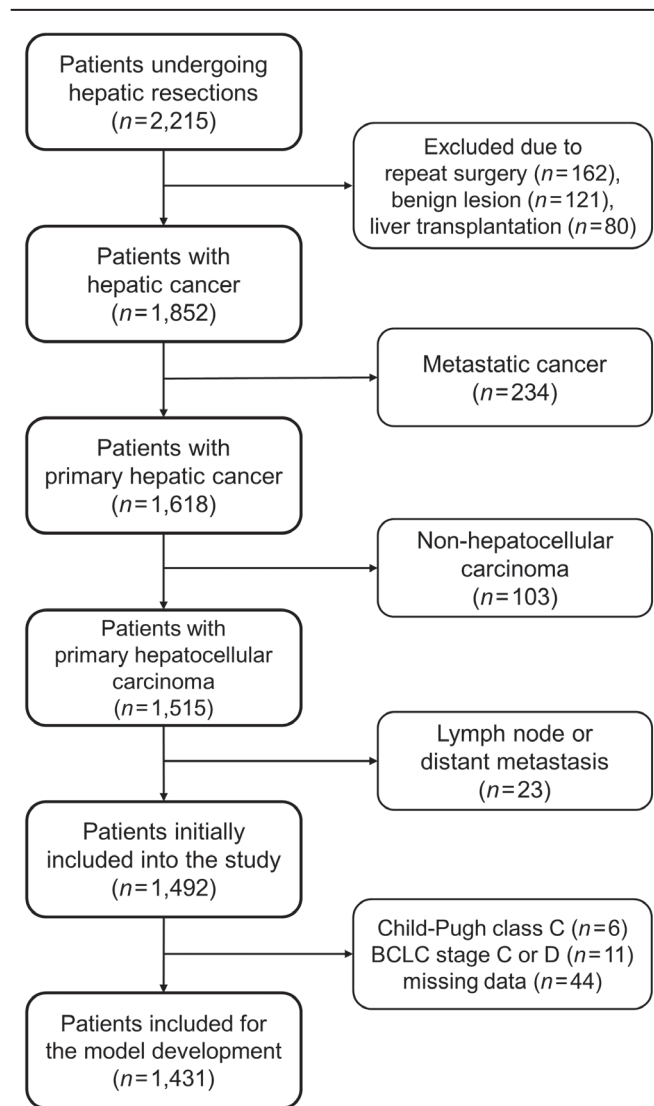 Patients undergoing
hepatic resections
(n=2,215)
Excluded due to
repeat surgery (n=162),
benign lesion (n=121),
liver transplantation (n=80)
Patients with
hepatic cancer
(n=1,852)
Metastatic cancer
(n=234)
Patients with
primary hepatic cancer
(n=1,618)
Non-hepatocellular
carcinoma
(n=103)
Patients with
primary hepatocellular
carcinoma
(n=1,515)
Lymph node or
distant metastasis
(n=23)
Patients initially
included into the study
(n=1,492)
Child-Pugh class C (n=6)
BCLC stage C or D (n=11)
missing data (n=44)
Patients included for
the model development
(n=1,431)